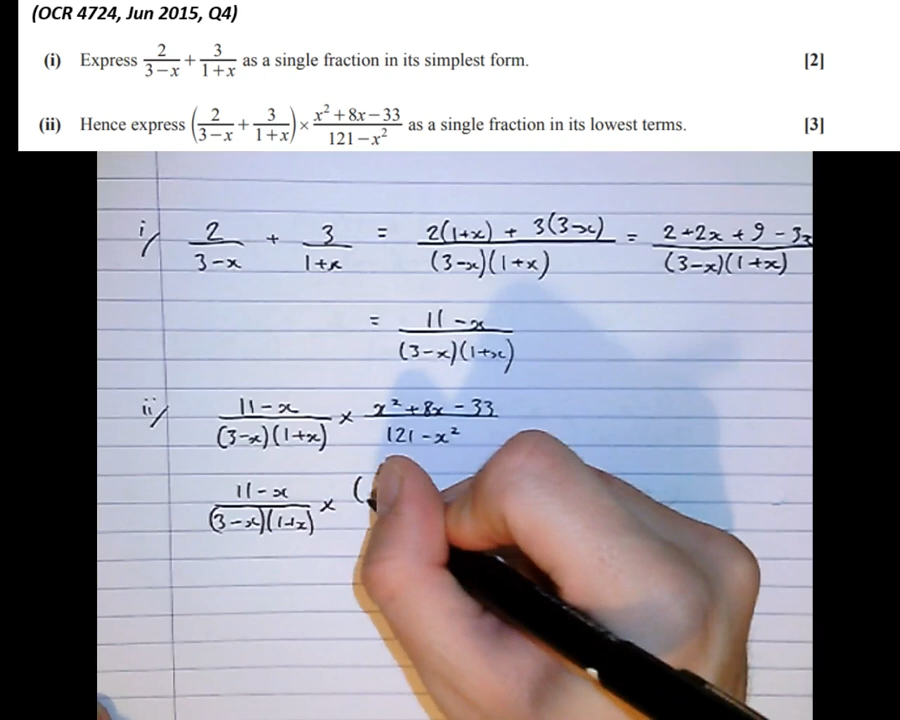 (OCR 4724, Jun 2015, Q4)
(i) Express 2/(3−x) + 3/(1+x) as a single fraction in its simplest form. [2]
(ii) Hence express (2/(3−x) + 3/(1+x)) × (x²+8x−33)/(121−x²) as a single fraction in its lowest terms. [3]
i/ 2/(3−x) + 3/(1+x) = (2(1+x) + 3(3−x))/((3−x)(1+x)) = (2+2x+9−3x)/((3−x)(1+x))
= (11−x)/((3−x)(1+x))
ii/ (11−x)/((3−x)(1+x)) × (x²+8x−33)/(121−x²)
(11−x)/((3−x)(1+x)) × (